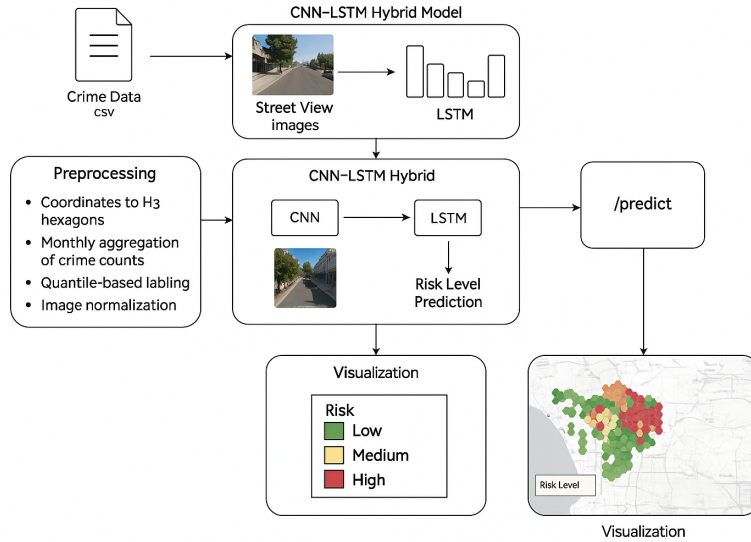 CNN–LSTM Hybrid Model
Crime Data
csv
Street View
images
LSTM
Preprocessing
• Coordinates to H3
hexagons
• Monthly aggregation
of crime counts
• Quantile-based labling
• Image normalization
CNN–LSTM Hybrid
CNN
LSTM
Risk Level
Prediction
/predict
Visualization
Risk
Low
Medium
High
Risk Level
Visualization